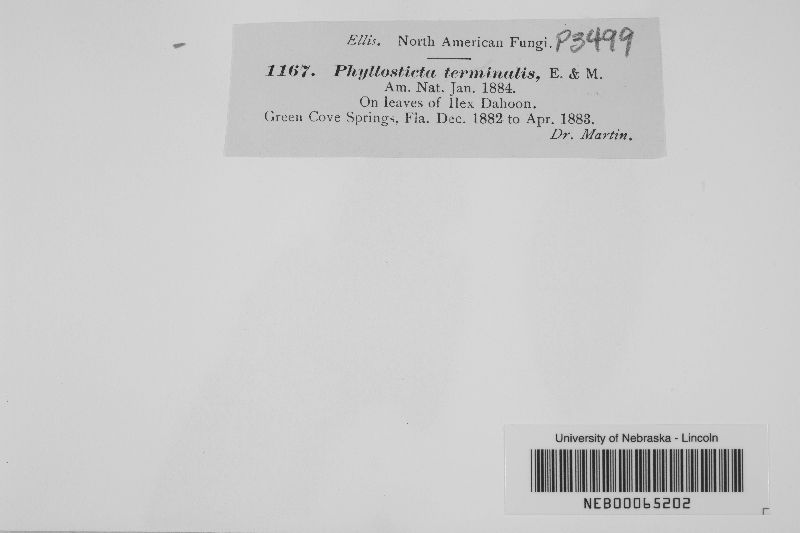 Ellis. North American Fungi. P3499
1167. Phyllosticta terminalis, E. & M.
Am. Nat. Jan. 1884.
On leaves of Ilex Dahoon.
Green Cove Springs, Fla. Dec. 1882 to Apr. 1883.
Dr. Martin.
University of Nebraska - Lincoln
NEB00065202